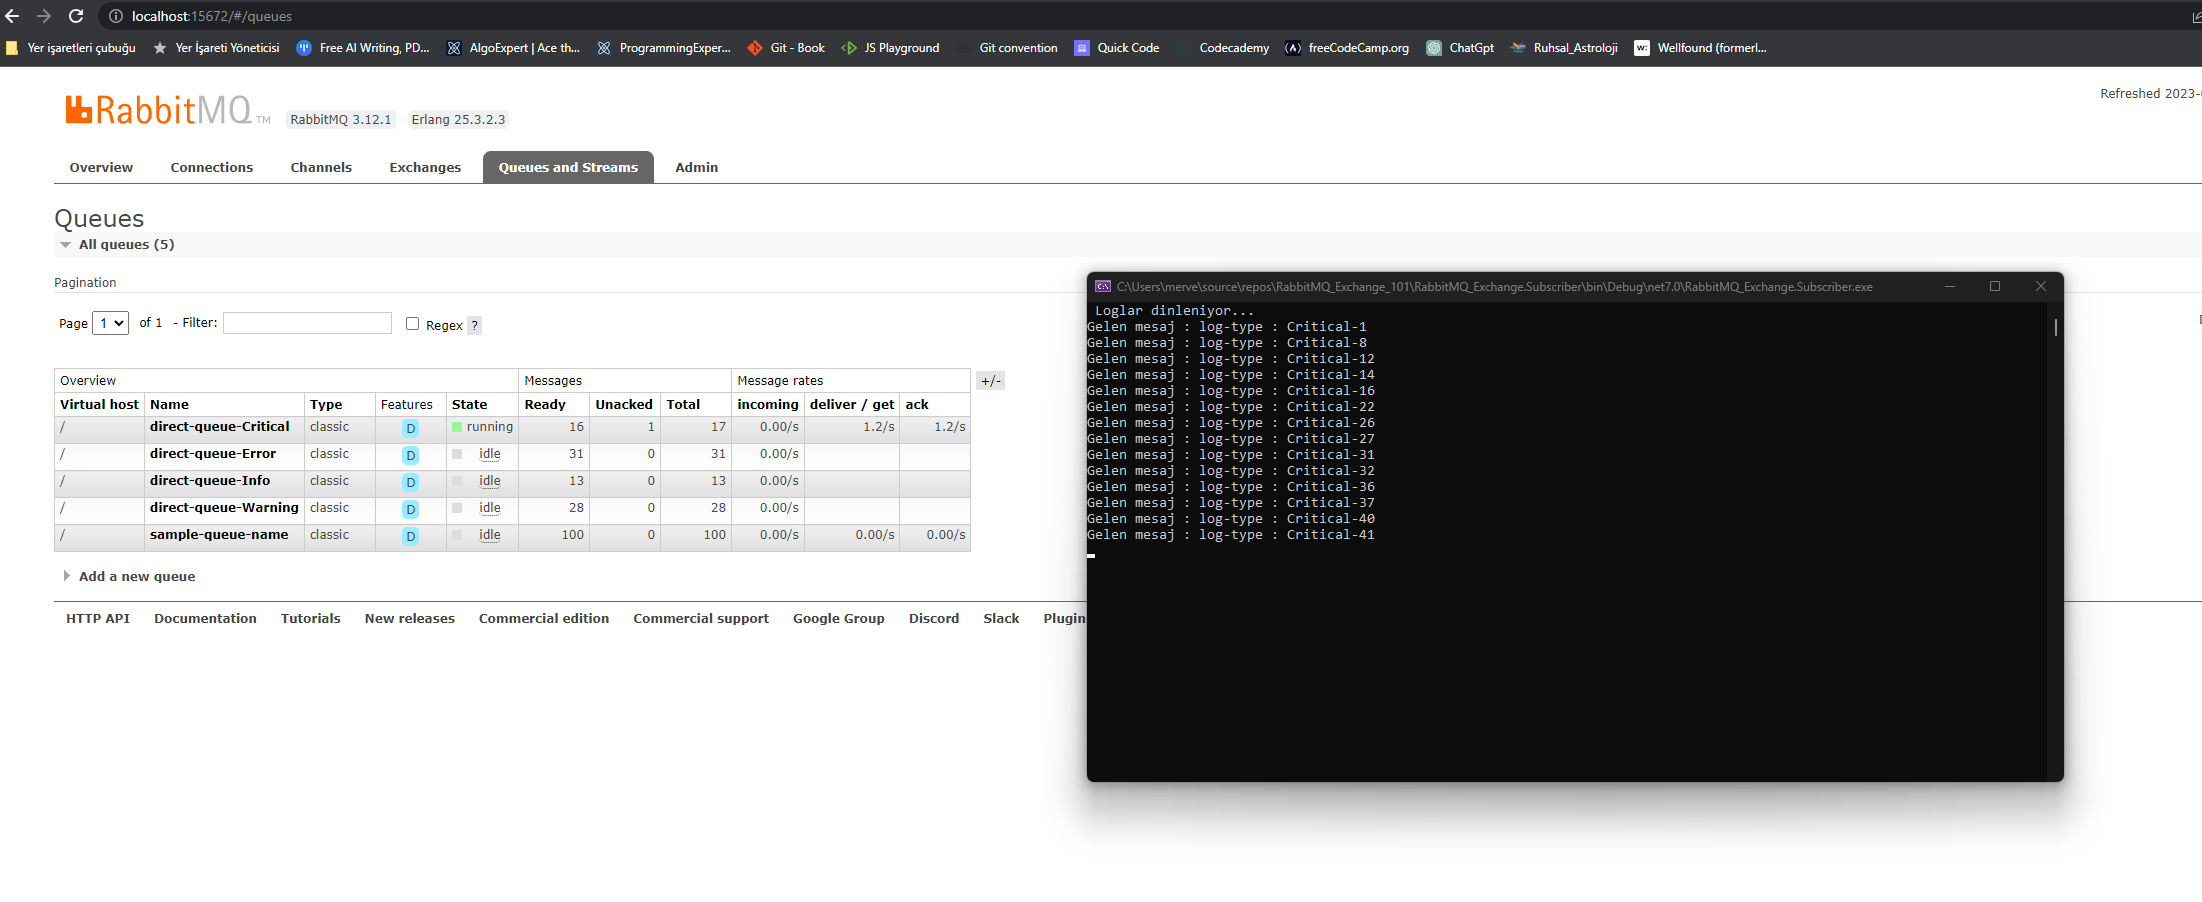 localhost:15672/#/queues
Yer işaretleri çubuğu Yer İşareti Yöneticisi Free AI Writing, PD... AlgoExpert | Ace th... ProgrammingExper... Git - Book JS Playground Git convention Quick Code Codecademy freeCodeCamp.org ChatGpt Ruhsal_Astroloji Wellfound (formerl...
RabbitMQ TM RabbitMQ 3.12.1 Erlang 25.3.2.3
Refreshed 2023-
Overview Connections Channels Exchanges Queues and Streams Admin
Queues
All queues (5)
Pagination
Page 1 of 1 - Filter: Regex ?
Overview Messages Message rates +/-
Virtual host Name Type Features State Ready Unacked Total incoming deliver / get ack
/ direct-queue-Critical classic D running 16 1 17 0.00/s 1.2/s 1.2/s
/ direct-queue-Error classic D idle 31 0 31 0.00/s
/ direct-queue-Info classic D idle 13 0 13 0.00/s
/ direct-queue-Warning classic D idle 28 0 28 0.00/s
/ sample-queue-name classic D idle 100 0 100 0.00/s 0.00/s 0.00/s
Add a new queue
HTTP API Documentation Tutorials New releases Commercial edition Commercial support Google Group Discord Slack Plugin
C:\Users\merve\source\repos\RabbitMQ_Exchange_101\RabbitMQ_Exchange.Subscriber\bin\Debug\net7.0\RabbitMQ_Exchange.Subscriber.exe
Loglar dinleniyor...
Gelen mesaj : log-type : Critical-1
Gelen mesaj : log-type : Critical-8
Gelen mesaj : log-type : Critical-12
Gelen mesaj : log-type : Critical-14
Gelen mesaj : log-type : Critical-16
Gelen mesaj : log-type : Critical-22
Gelen mesaj : log-type : Critical-26
Gelen mesaj : log-type : Critical-27
Gelen mesaj : log-type : Critical-31
Gelen mesaj : log-type : Critical-32
Gelen mesaj : log-type : Critical-36
Gelen mesaj : log-type : Critical-37
Gelen mesaj : log-type : Critical-40
Gelen mesaj : log-type : Critical-41